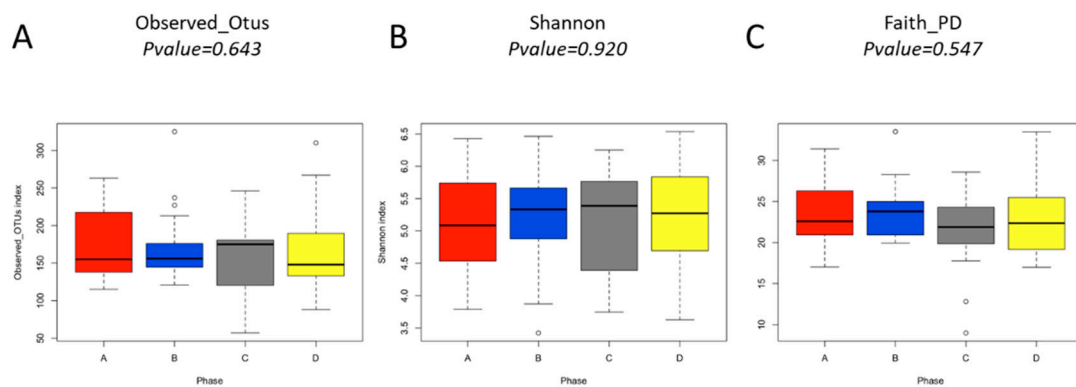 A
Observed_Otus
Pvalue=0.643
B
Shannon
Pvalue=0.920
C
Faith_PD
Pvalue=0.547
Observed_OTUs index
300
250
200
150
100
50
A B C D
Phase
Shannon index
6.5
6.0
5.5
5.0
4.5
4.0
3.5
A B C D
Phase
30
25
20
15
10
A B C D
Phase